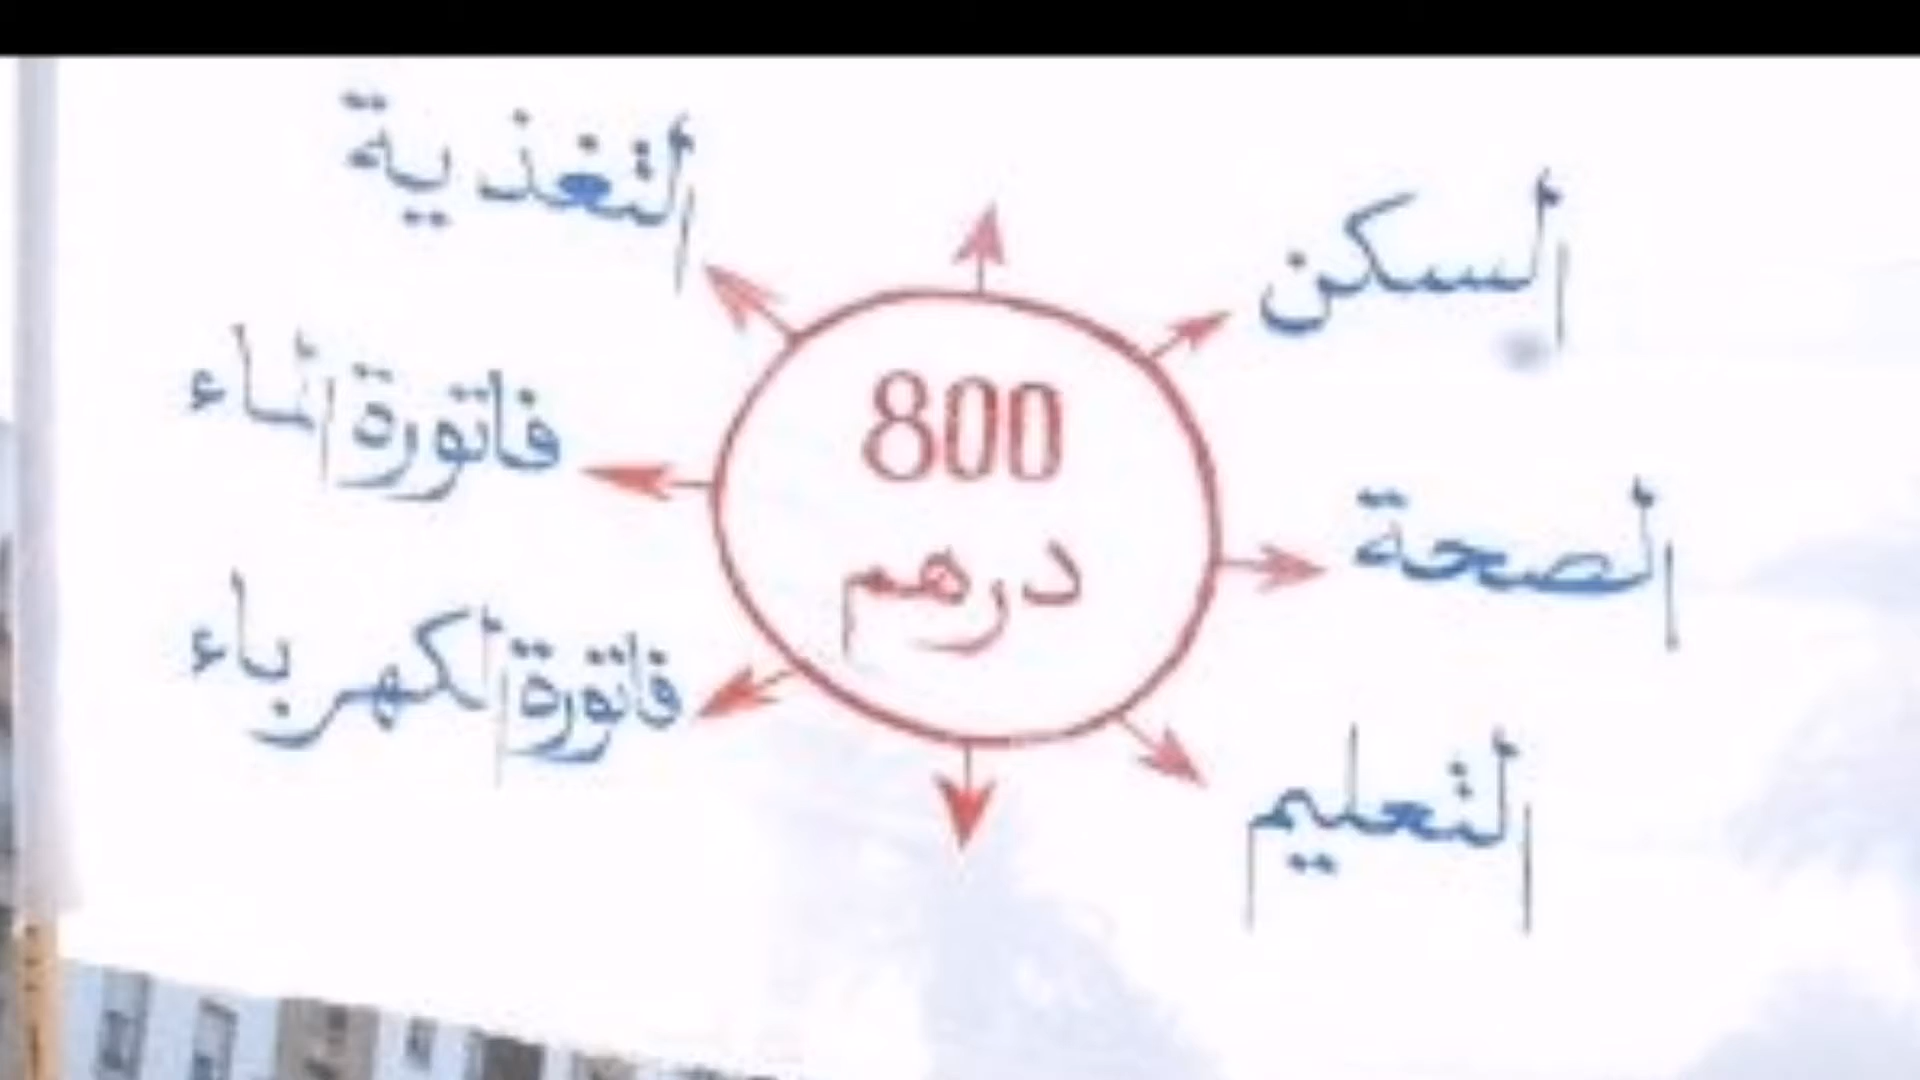 التغذية
السكن
فاتورة الماء
800
درهم
الصحة
فاتورة الكهرباء
التعليم